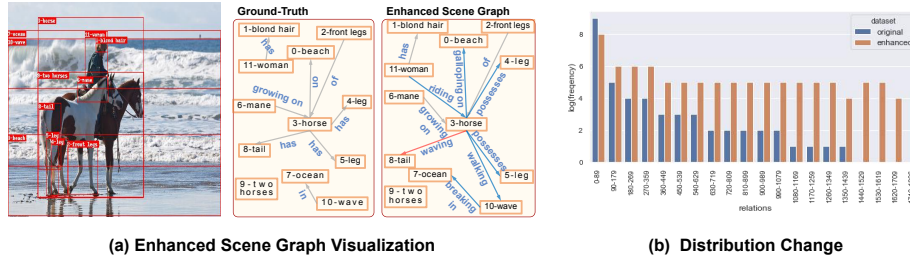 Ground-Truth
1-blond hair
2-front legs
has
0-beach
11-woman
on
of
growing on
6-mane
4-leg
3-horse
has
8-tail
has
has
5-leg
7-ocean
9-two
horses
in
10-wave
Enhanced Scene Graph
1-blond hair
2-front legs
0-beach
has
galloping on
of
4-leg
11-woman
riding
possesses
6-mane
growing
on
3-horse
waving
possesses
8-tail
walking
7-ocean
5-leg
9-two
horses
breaking
in
10-wave
1-horse
7-ocean
10-wave
11-woman
-blond hair
8-two horses
6-mane
8-tail
5-leg
2-front legs
0-beach
dataset
original
enhanced
log(freqency)
8
6
4
2
0
0-89
90-179
180-269
270-359
360-449
450-539
540-629
630-719
720-809
810-899
900-989
990-1079
1080-1169
1170-1259
1260-1349
1350-1439
1440-1529
1530-1619
1620-1709
relations
(a) Enhanced Scene Graph Visualization
(b) Distribution Change